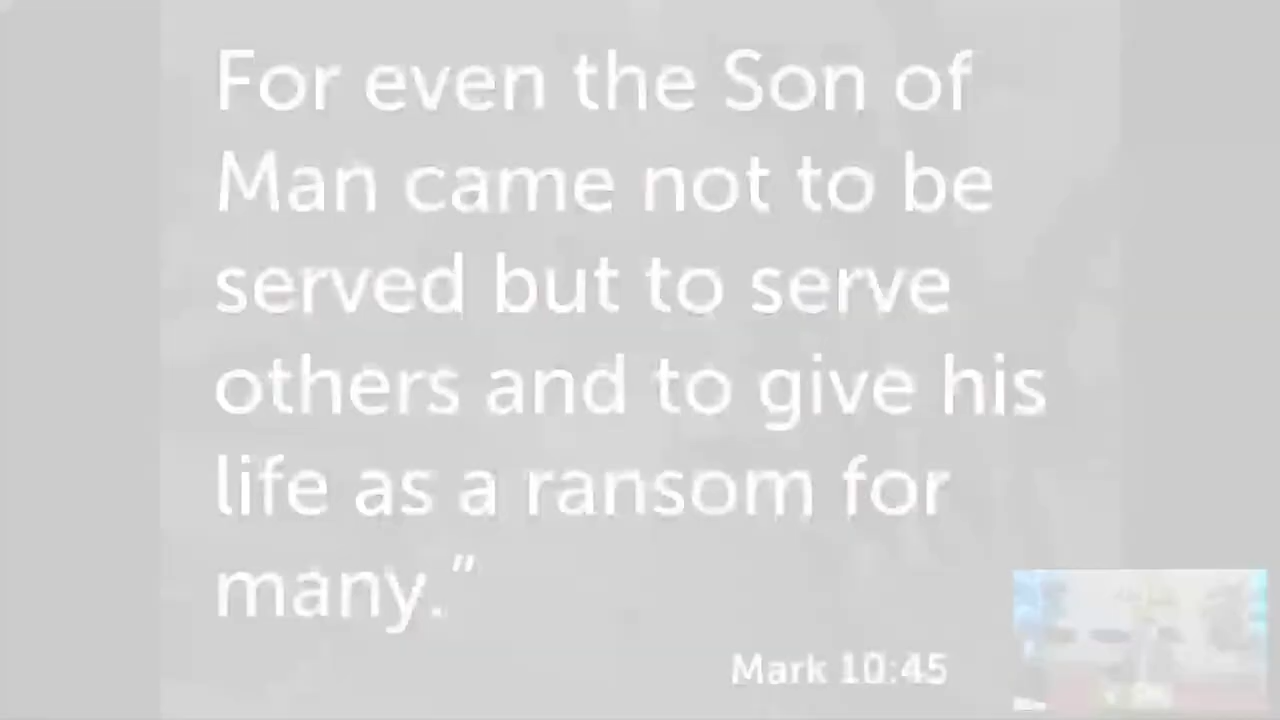 For even the Son of
Man came not to be
served but to serve
others and to give his
life as a ransom for
many.”
Mark 10:45